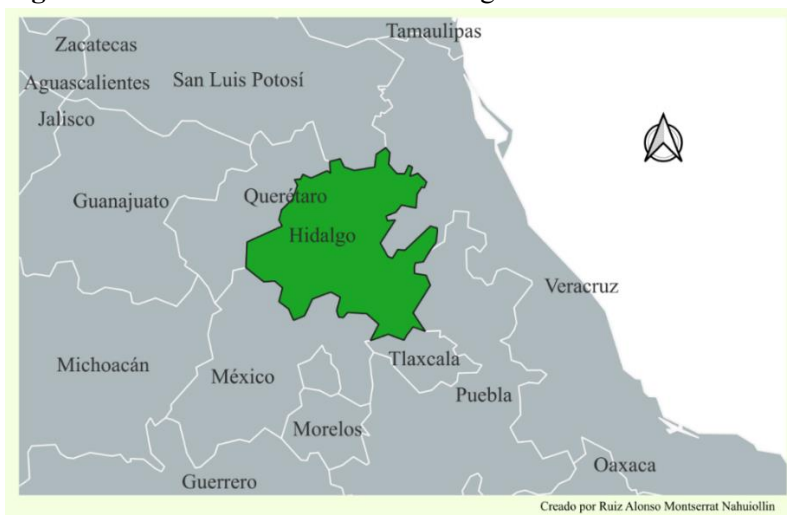 Tamaulipas
Zacatecas
Aguascalientes
San Luis Potosí
Jalisco
Guanajuato
Querétaro
Hidalgo
Veracruz
Michoacán
México
Tlaxcala
Puebla
Morelos
Oaxaca
Guerrero
Creado por Ruiz Alonso Montserrat Nahuiollin